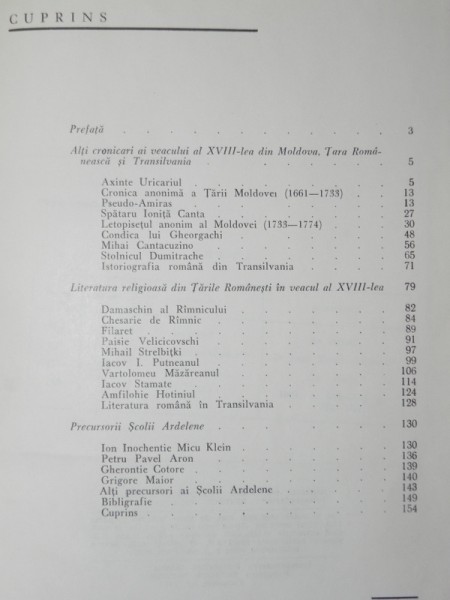 CUPRINS
Prefață . . . . . . . . . . . . 3
Alți cronicari ai veacului al XVIII-lea din Moldova, Țara Româ-
nească și Transilvania . . . . . . . . 5
Axinte Uricariul . . . . . . . . . 5
Cronica anonimă a Țării Moldovei (1661—1733) . . . 13
Pseudo-Amiras . . . . . . . . . 13
Spătaru Ioniță Canta . . . . . . . . 27
Letopisețul anonim al Moldovei (1733—1774) . . . . 30
Condica lui Gheorgachi . . . . . . . 48
Mihai Cantacuzino . . . . . . . . 56
Stolnicul Dumitrache . . . . . . . . 65
Istoriografia română din Transilvania . . . . . 71
Literatura religioasă din Țările Românești în veacul al XVIII-lea 79
Damaschin al Rîmnicului . . . . . . . 82
Chesarie de Rîmnic . . . . . . . . 84
Filaret . . . . . . . . . . 89
Paisie Velicicovschi . . . . . . . . 91
Mihail Strelbițki . . . . . . . . 97
Iacov I. Putneanul . . . . . . . . 99
Vartolomeu Măzăreanul . . . . . . . 106
Iacov Stamate . . . . . . . . . 114
Amfilohie Hotiniul . . . . . . . . 124
Literatura română în Transilvania . . . . . . 128
Precursorii Școlii Ardelene . . . . . . . . 130
Ion Inochentie Micu Klein . . . . . . . 130
Petru Pavel Aron . . . . . . . . 136
Gherontie Cotore . . . . . . . . 139
Grigore Maior . . . . . . . . . 140
Alți precursori ai Școlii Ardelene . . . . . . 143
Bibligrafie . . . . . . . . . 149
Cuprins . . . . . . . . . . 154